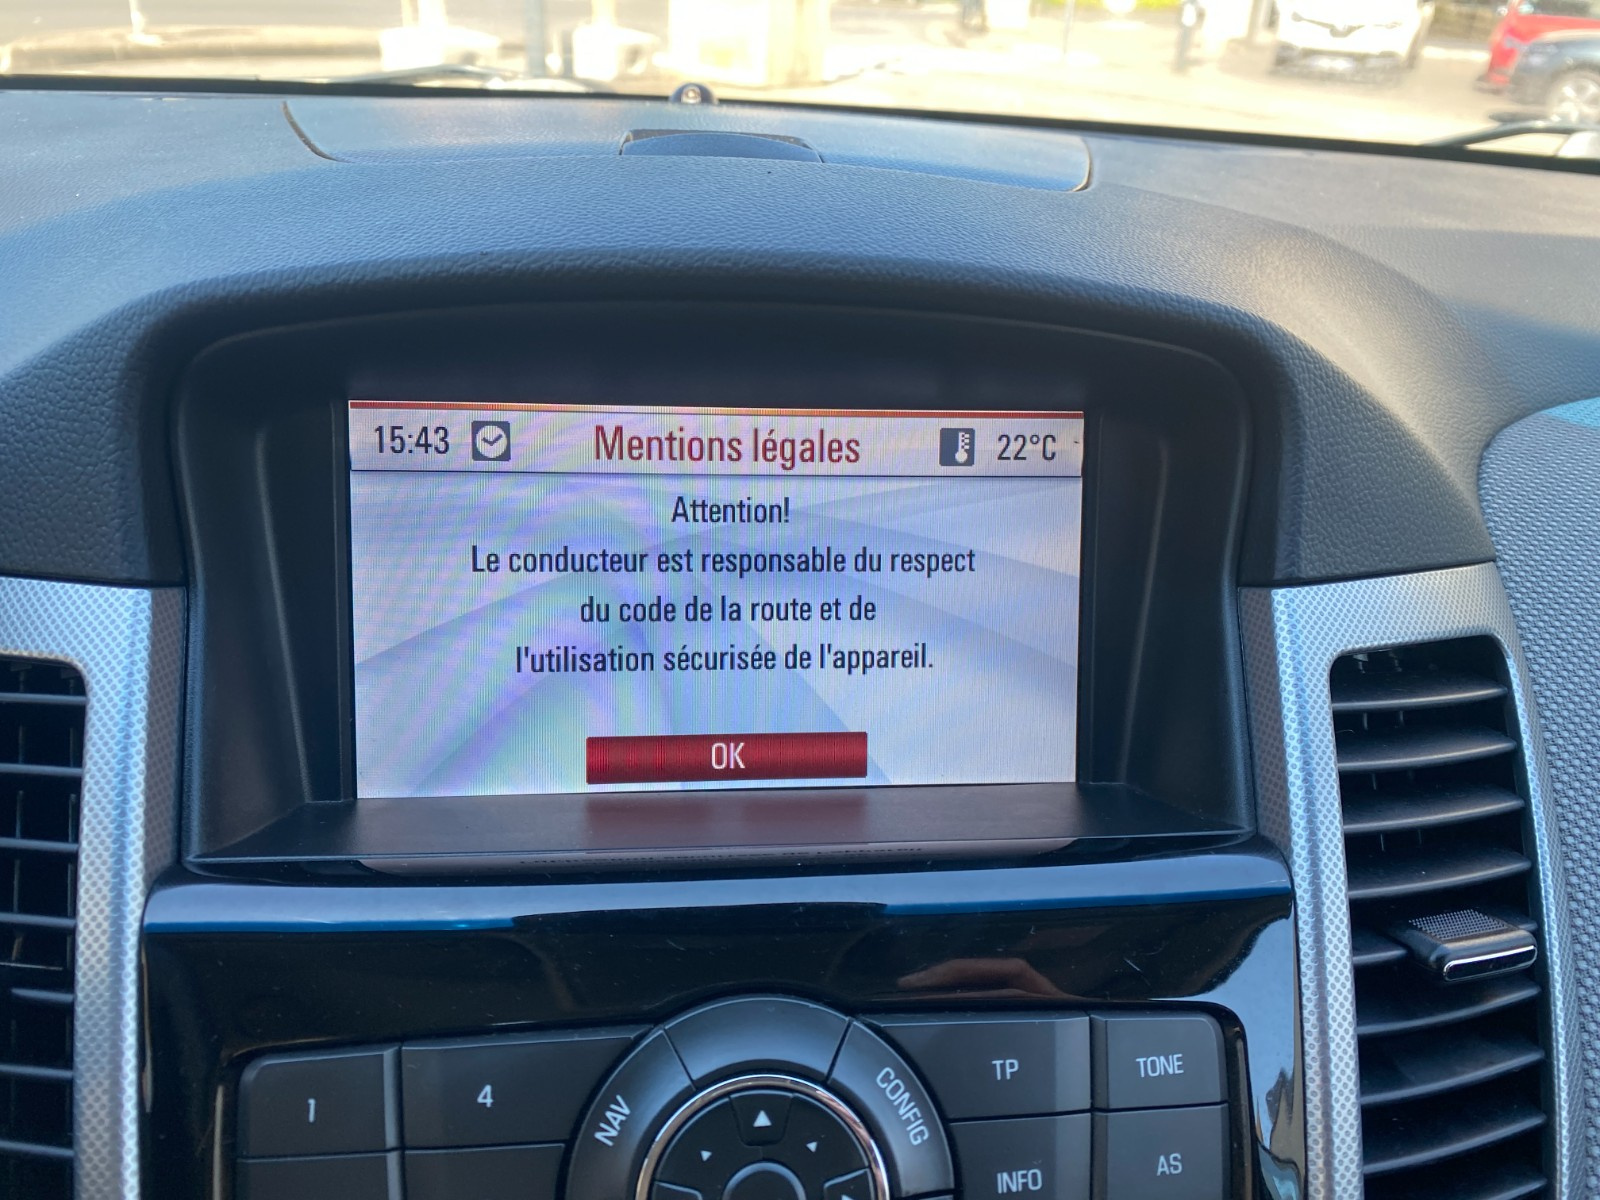 15:43 Mentions légales 22°C
Attention!
Le conducteur est responsable du respect
du code de la route et de
l'utilisation sécurisée de l'appareil.
OK
1
4
NAV
CONFIG
TP
TONE
INFO
AS